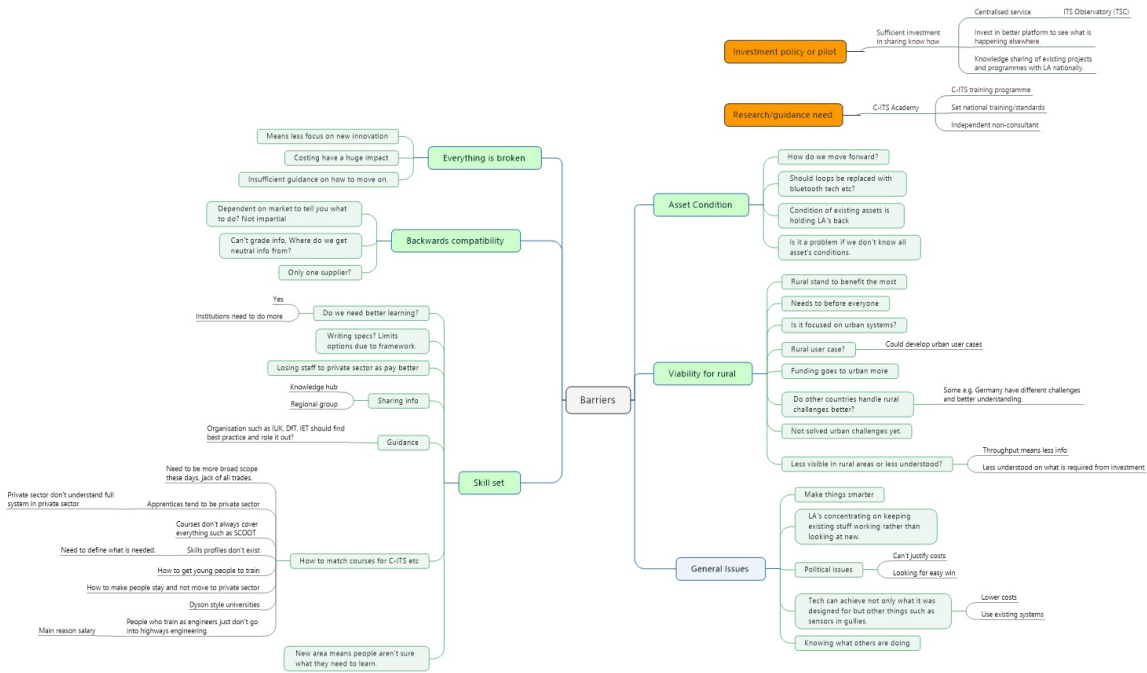 Centralised service
ITS Observatory (TSC)
Investment policy or pilot
Sufficient investment
in sharing know how
Invest in better platform to see what is
happening elsewhere.
Knowledge sharing of existing projects
and programmes with LA nationally.
Research/guidance need
C-ITS Academy
C-ITS training programme
Set national training/standards
Independent non-consultant
Everything is broken
Means less focus on new innovation
Costing have a huge impact
Insufficient guidance on how to move on.
Backwards compatibility
Dependent on market to tell you what
to do? Not impartial
Can't grade info, Where do we get
neutral info from?
Only one supplier?
Skill set
Do we need better learning?
Yes
Institutions need to do more
Writing specs? Limits
options due to framework.
Losing staff to private sector as pay better
Sharing info
Knowledge hub
Regional group
Guidance
Organisation such as IUK, DfT, IET should find
best practice and role it out?
How to match courses for C-ITS etc
Need to be more broad scope
these days, Jack of all trades.
Apprentices tend to be private sector
Private sector don't understand full
system in private sector
Courses don't always cover
everything such as SCOOT
Skills profiles don't exist
Need to define what is needed.
How to get young people to train
How to make people stay and not move to private sector
Dyson style universities
People who train as engineers just don't go
into highways engineering.
Main reason salary
New area means people aren't sure
what they need to learn.
Barriers
Asset Condition
How do we move forward?
Should loops be replaced with
bluetooth tech etc?
Condition of existing assets is
holding LA's back
Is it a problem if we don't know all
asset's conditions.
Viability for rural
Rural stand to benefit the most
Needs to before everyone
Is it focused on urban systems?
Rural user case?
Could develop urban user cases
Funding goes to urban more
Do other countries handle rural
challenges better?
Some e.g. Germany have different challenges
and better understanding.
Not solved urban challenges yet.
Less visible in rural areas or less understood?
Throughput means less info
Less understood on what is required from investment
General Issues
Make things smarter
LA's concentrating on keeping
existing stuff working rather than
looking at new.
Political issues
Can't justify costs
Looking for easy win
Tech can achieve not only what it was
designed for but other things such as
sensors in gullies.
Lower costs
Use existing systems
Knowing what others are doing